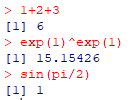 > 1+2+3
[1] 6
> exp(1)^exp(1)
[1] 15.15426
> sin(pi/2)
[1] 1